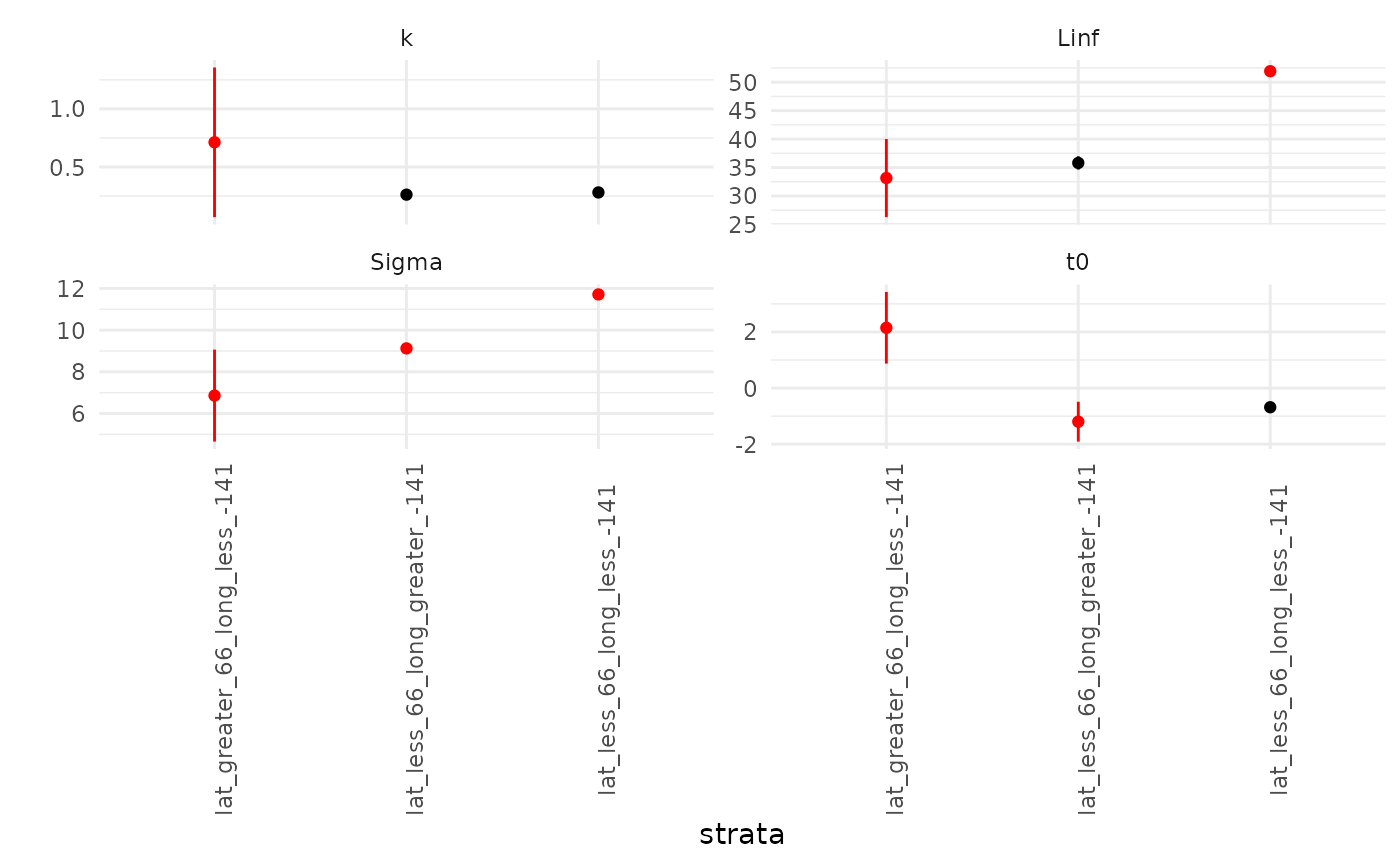 k
Linf
1.0
0.5
50
45
40
35
30
25
Sigma
t0
12
10
8
6
2
0
-2
lat_greater_66_long_less_-141
lat_less_66_long_greater_-141
lat_less_66_long_less_-141
lat_greater_66_long_less_-141
lat_less_66_long_greater_-141
lat_less_66_long_less_-141
strata